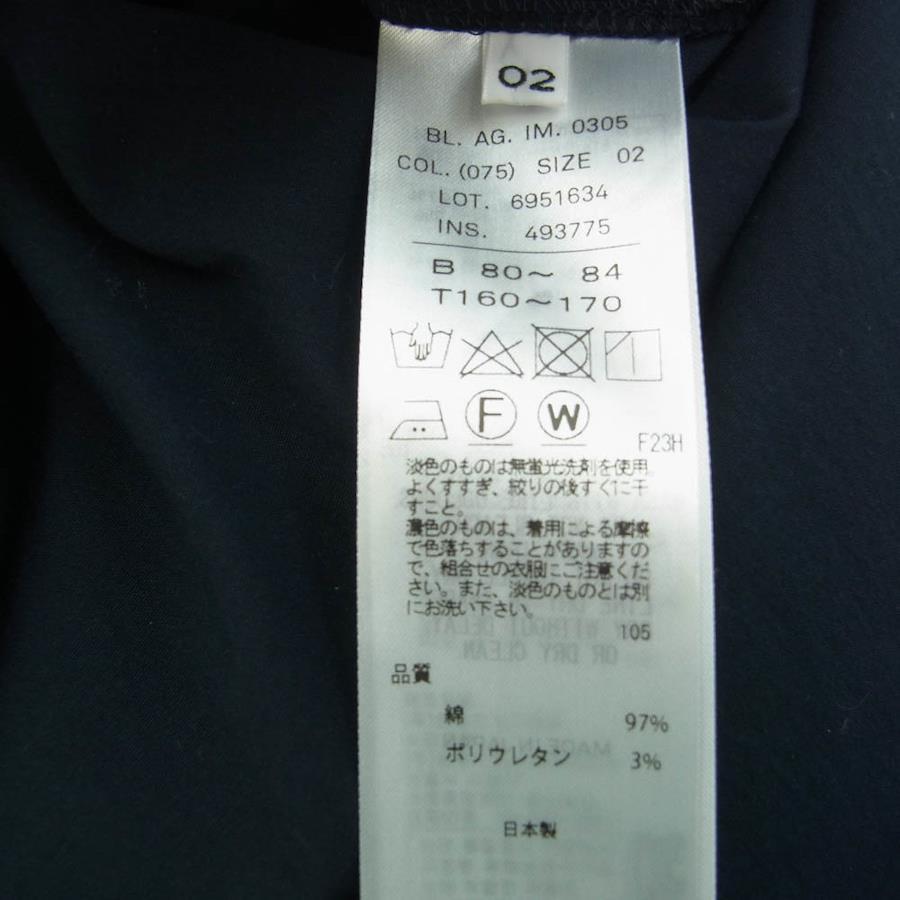 02
BL. AG. IM. 0305
COL. (075) SIZE 02
LOT. 6951634
INS. 493775
B 80〜 84
T160〜170
F W
F23H
淡色のものは無蛍光洗剤を使用
よくすすぎ、絞りの後すぐに干
すこと。
濃色のものは、着用による摩擦
で色落ちすることがありますの
で、組合せの衣服にご注意くだ
さい。また、淡色のものとは別
にお洗い下さい。
105
品質
綿 97%
ポリウレタン 3%
日本製